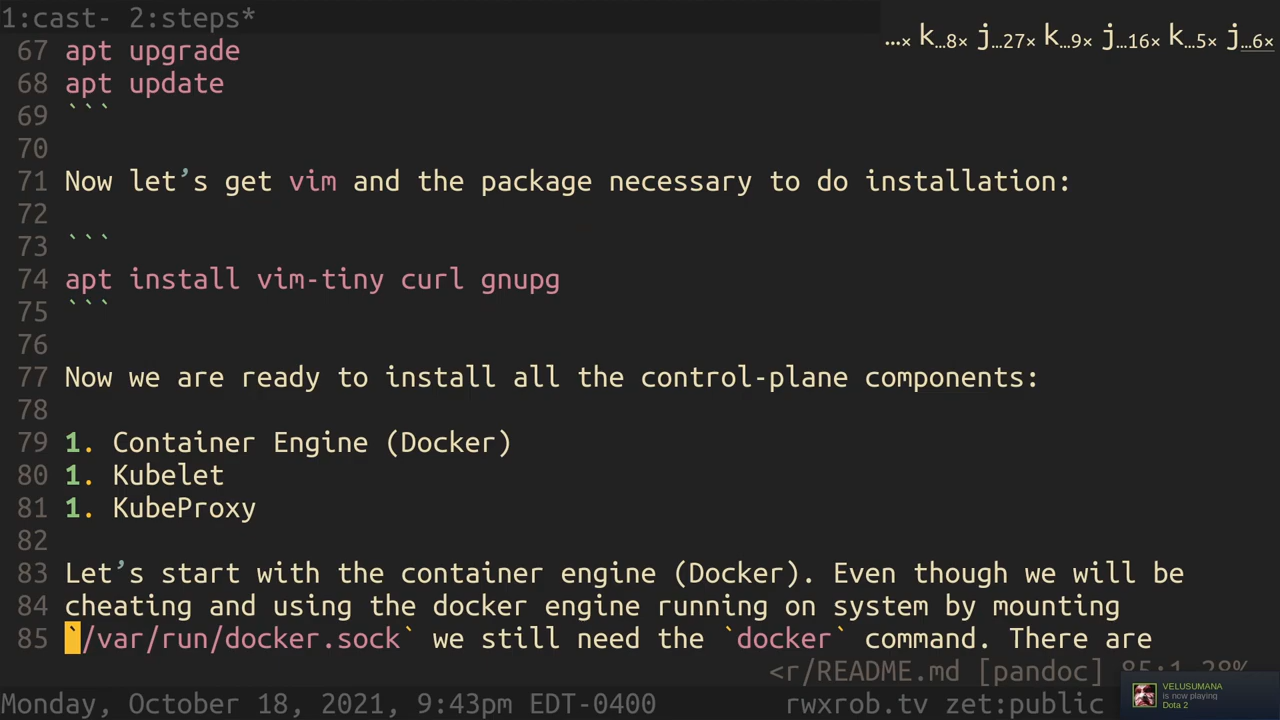 1:cast- 2:steps*
…× k…8× j…27× k…9× j…16× k…5× j…6×
67 apt upgrade
68 apt update
69 ```
70
71 Now let’s get vim and the package necessary to do installation:
72
73 ```
74 apt install vim-tiny curl gnupg
75 ```
76
77 Now we are ready to install all the control-plane components:
78
79 1. Container Engine (Docker)
80 1. Kubelet
81 1. KubeProxy
82
83 Let’s start with the container engine (Docker). Even though we will be
84 cheating and using the docker engine running on system by mounting
85 `/var/run/docker.sock` we still need the `docker` command. There are
<r/README.md [pandoc] 85:1 28%
Monday, October 18, 2021, 9:43pm EDT-0400 rwxrob.tv zet:public
VELUSUMANA
is now playing
Dota 2